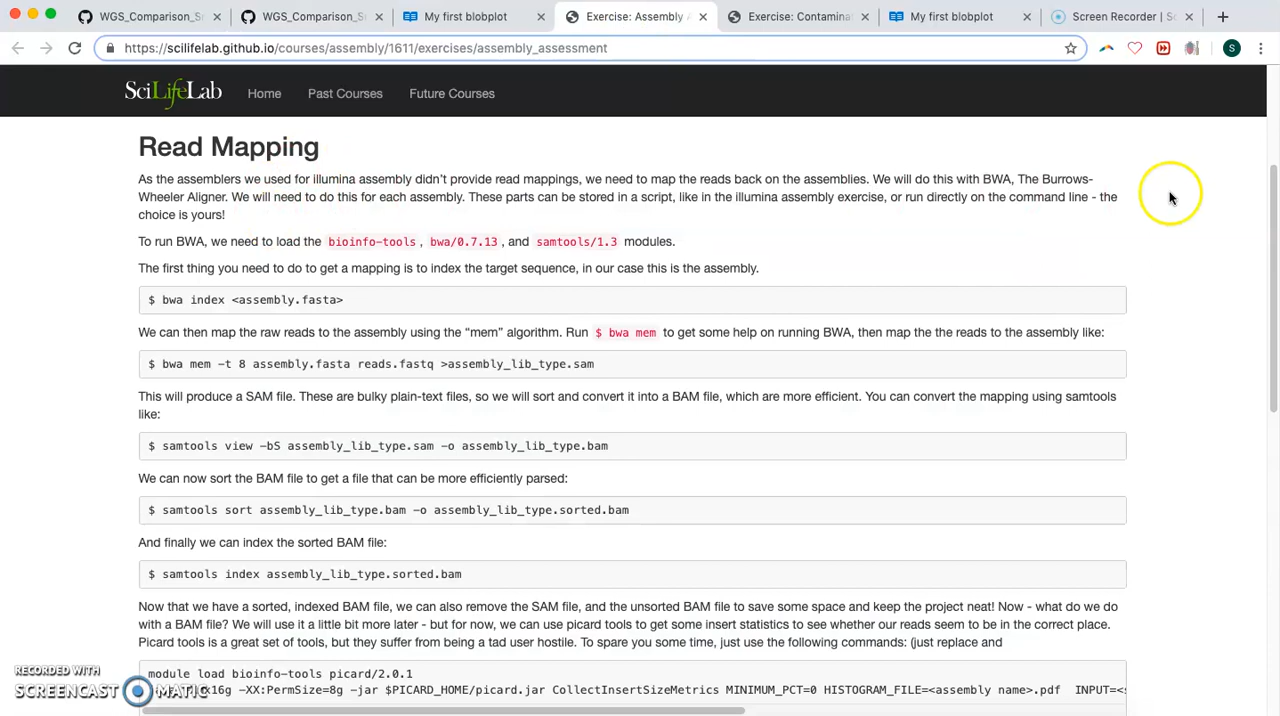 WGS_Comparison_S
WGS_Comparison_S
My first blobplot
Exercise: Assembly A
Exercise: Contaminat
My first blobplot
Screen Recorder | Sc
https://scilifelab.github.io/courses/assembly/1611/exercises/assembly_assessment
S
SciLifeLab Home Past Courses Future Courses
Read Mapping
As the assemblers we used for illumina assembly didn't provide read mappings, we need to map the reads back on the assemblies. We will do this with BWA, The Burrows-
Wheeler Aligner. We will need to do this for each assembly. These parts can be stored in a script, like in the illumina assembly exercise, or run directly on the command line - the
choice is yours!
To run BWA, we need to load the bioinfo-tools , bwa/0.7.13 , and samtools/1.3 modules.
The first thing you need to do to get a mapping is to index the target sequence, in our case this is the assembly.
$ bwa index <assembly.fasta>
We can then map the raw reads to the assembly using the “mem” algorithm. Run $ bwa mem to get some help on running BWA, then map the the reads to the assembly like:
$ bwa mem -t 8 assembly.fasta reads.fastq >assembly_lib_type.sam
This will produce a SAM file. These are bulky plain-text files, so we will sort and convert it into a BAM file, which are more efficient. You can convert the mapping using samtools
like:
$ samtools view -bS assembly_lib_type.sam -o assembly_lib_type.bam
We can now sort the BAM file to get a file that can be more efficiently parsed:
$ samtools sort assembly_lib_type.bam -o assembly_lib_type.sorted.bam
And finally we can index the sorted BAM file:
$ samtools index assembly_lib_type.sorted.bam
Now that we have a sorted, indexed BAM file, we can also remove the SAM file, and the unsorted BAM file to save some space and keep the project neat! Now - what do we do
with a BAM file? We will use it a little bit more later - but for now, we can use picard tools to get some insert statistics to see whether our reads seem to be in the correct place.
Picard tools is a great set of tools, but they suffer from being a tad user hostile. To spare you some time, just use the following commands: (just replace and
module load bioinfo-tools picard/2.0.1
-XX:PermSize=8g -jar $PICARD_HOME/picard.jar CollectInsertSizeMetrics MINIMUM_PCT=0 HISTOGRAM_FILE=<assembly name>.pdf INPUT=<s
RECORDED WITH
SCREENCAST MATIC